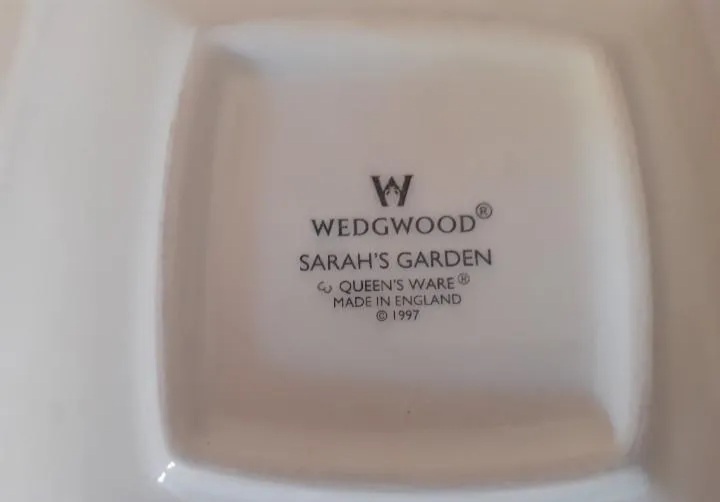 W
WEDGWOOD®
SARAH'S GARDEN
QUEEN'S WARE®
MADE IN ENGLAND
© 1997